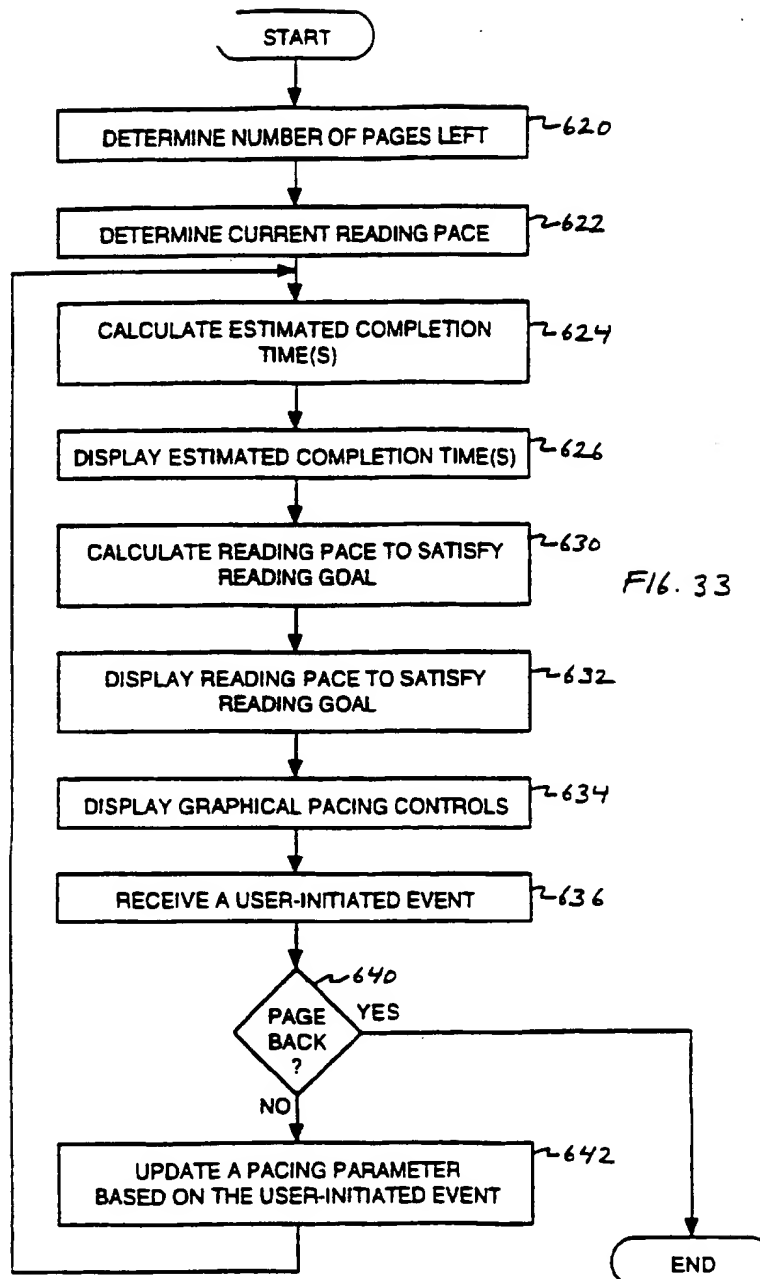 START
DETERMINE NUMBER OF PAGES LEFT
620
DETERMINE CURRENT READING PACE
622
CALCULATE ESTIMATED COMPLETION
TIME(S)
624
DISPLAY ESTIMATED COMPLETION TIME(S)
626
CALCULATE READING PACE TO SATISFY
READING GOAL
630
FIG. 33
DISPLAY READING PACE TO SATISFY
READING GOAL
632
DISPLAY GRAPHICAL PACING CONTROLS
634
RECEIVE A USER-INITIATED EVENT
636
640
PAGE
BACK
?
YES
NO
UPDATE A PACING PARAMETER
BASED ON THE USER-INITIATED EVENT
642
END